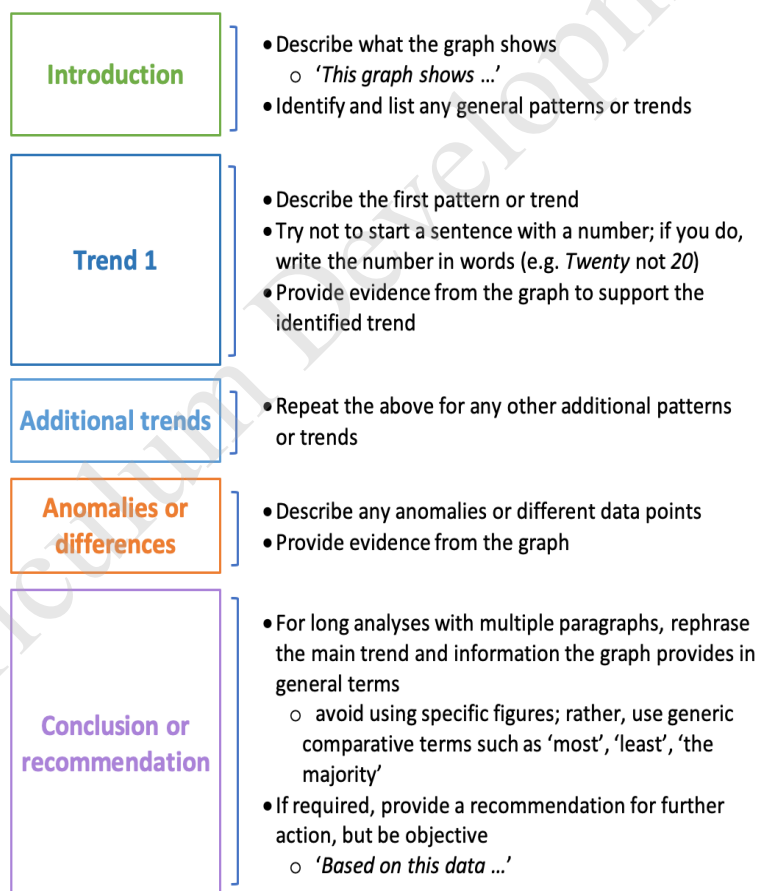 Introduction
• Describe what the graph shows
o 'This graph shows …'
• Identify and list any general patterns or trends
Trend 1
• Describe the first pattern or trend
• Try not to start a sentence with a number; if you do,
write the number in words (e.g. Twenty not 20)
• Provide evidence from the graph to support the
identified trend
Additional trends
• Repeat the above for any other additional patterns
or trends
Anomalies or
differences
• Describe any anomalies or different data points
• Provide evidence from the graph
Conclusion or
recommendation
• For long analyses with multiple paragraphs, rephrase
the main trend and information the graph provides in
general terms
o avoid using specific figures; rather, use generic
comparative terms such as 'most', 'least', 'the
majority'
• If required, provide a recommendation for further
action, but be objective
o 'Based on this data …'